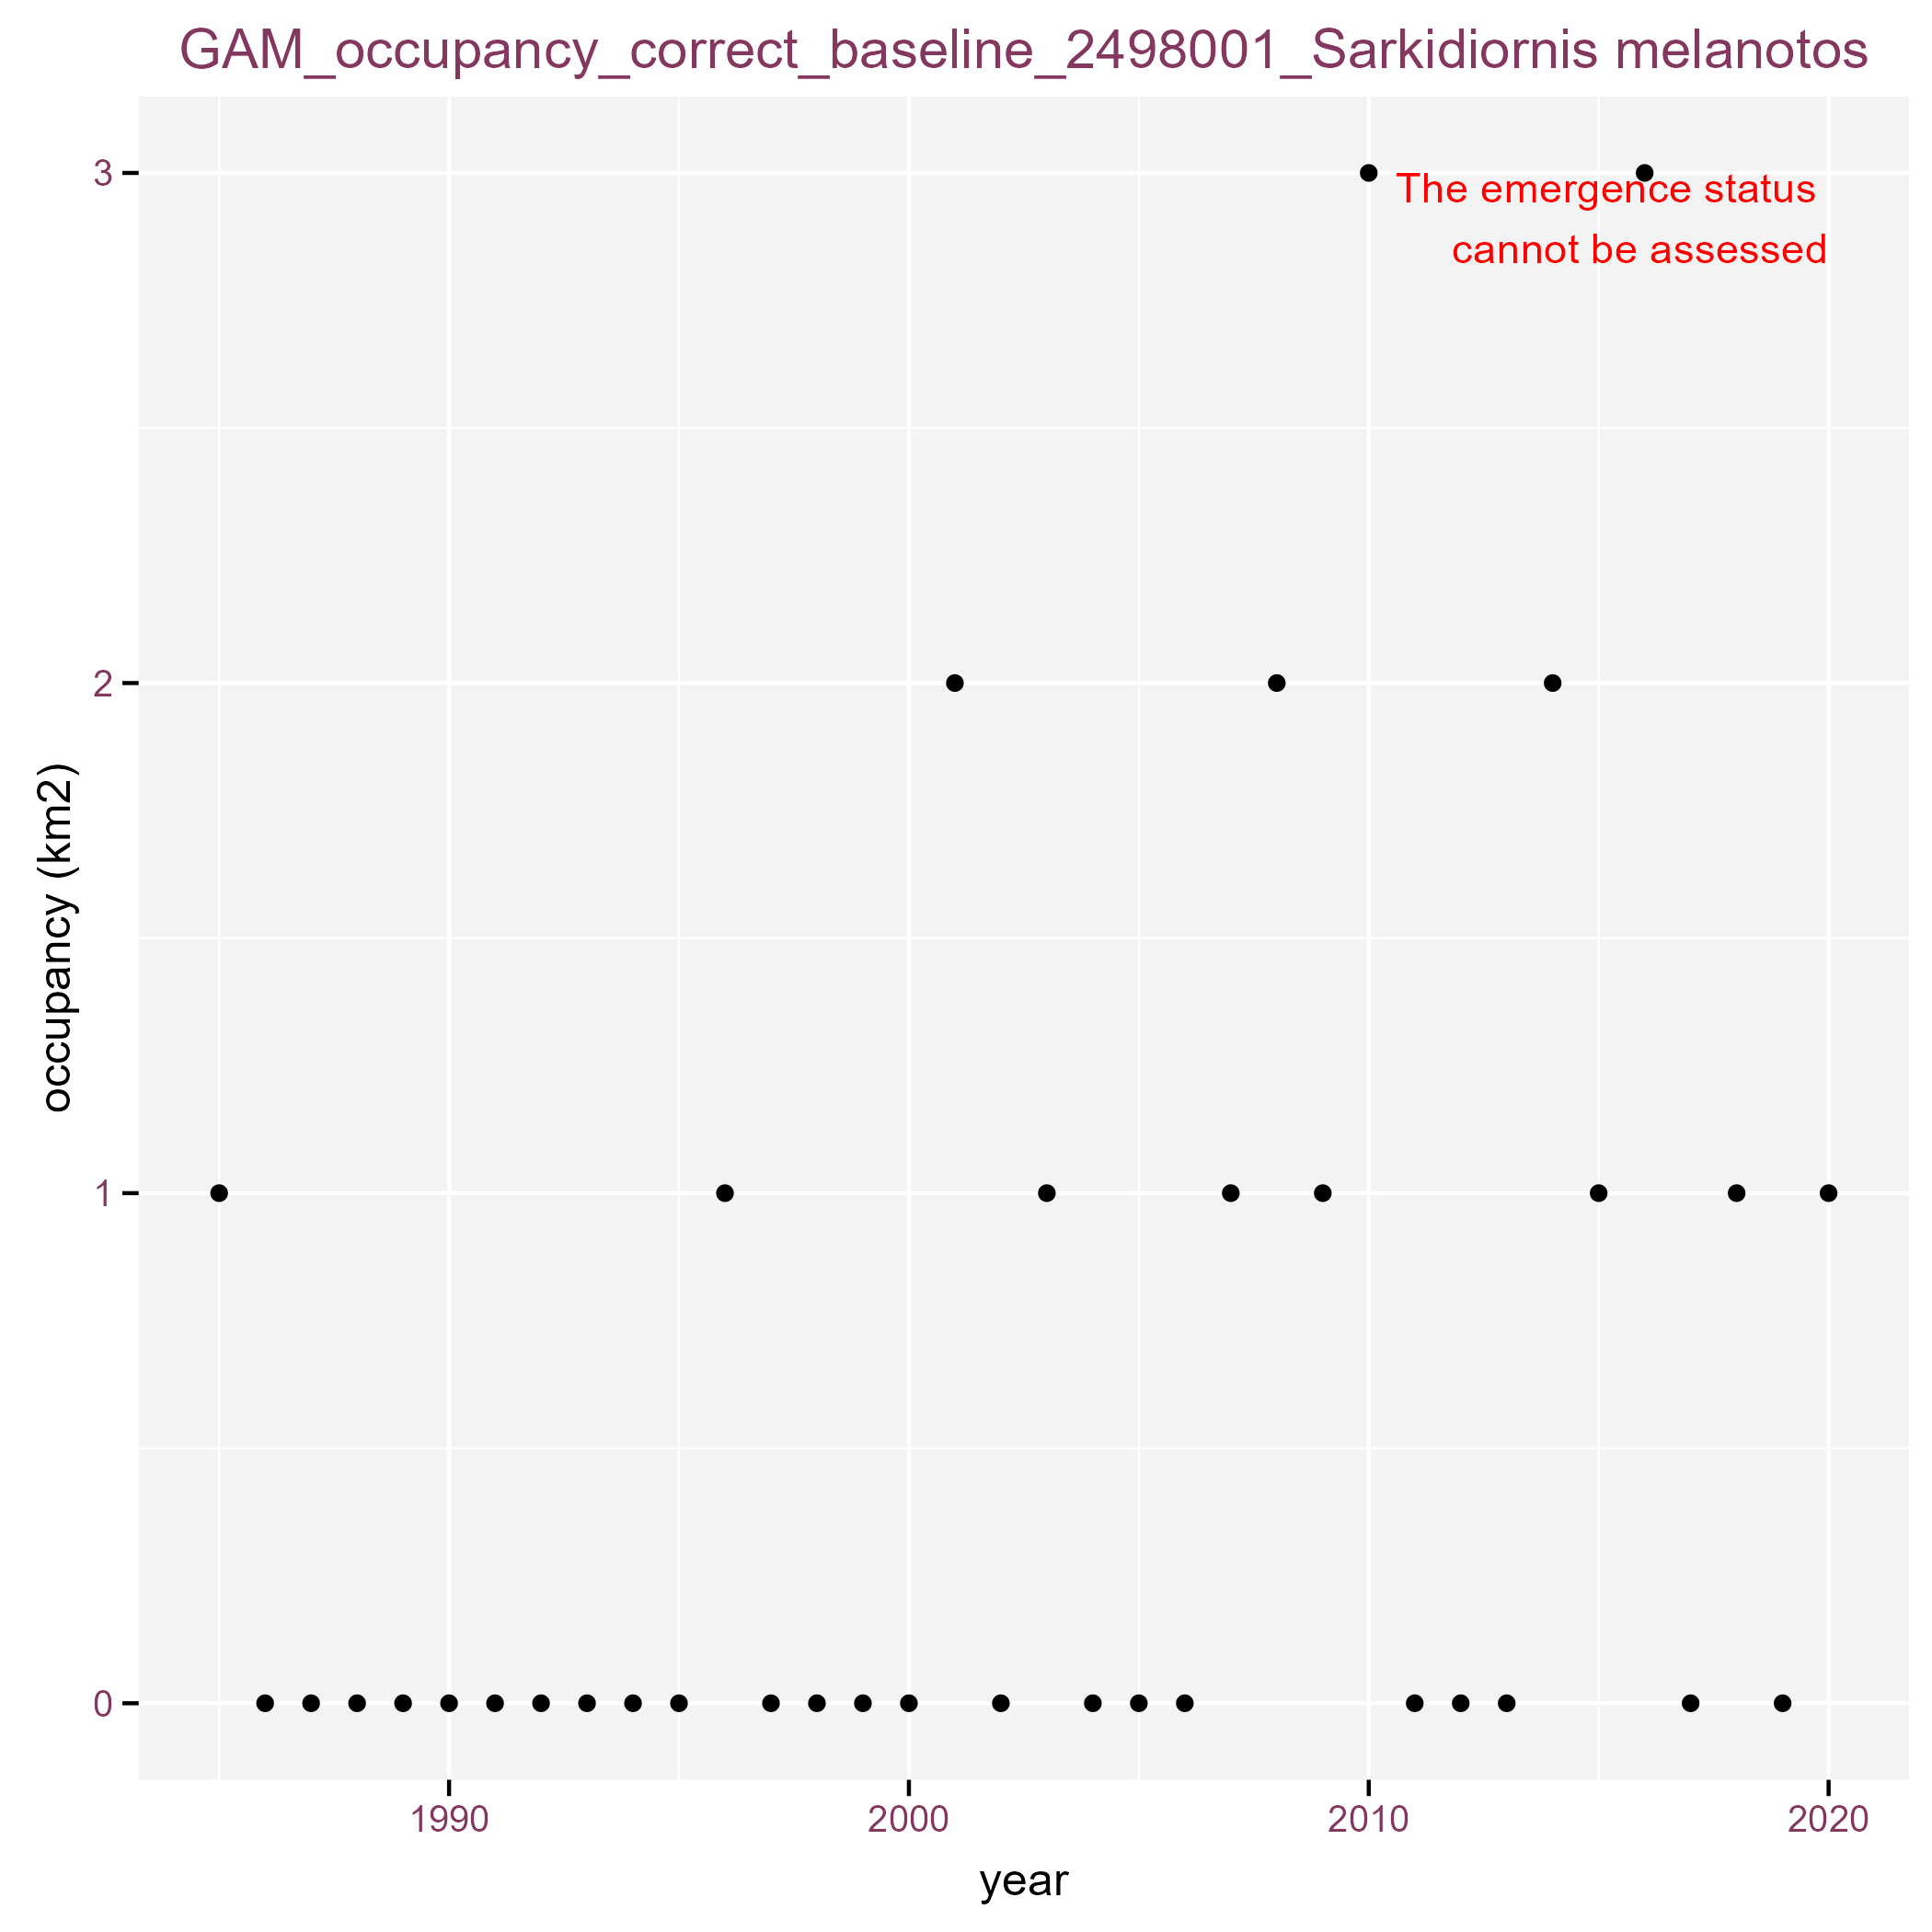 GAM_occupancy_correct_baseline_2498001_Sarkidiornis melanotos
3
The emergence status
cannot be assessed
2
occupancy (km2)
1
0
1990 2000 2010 2020
year